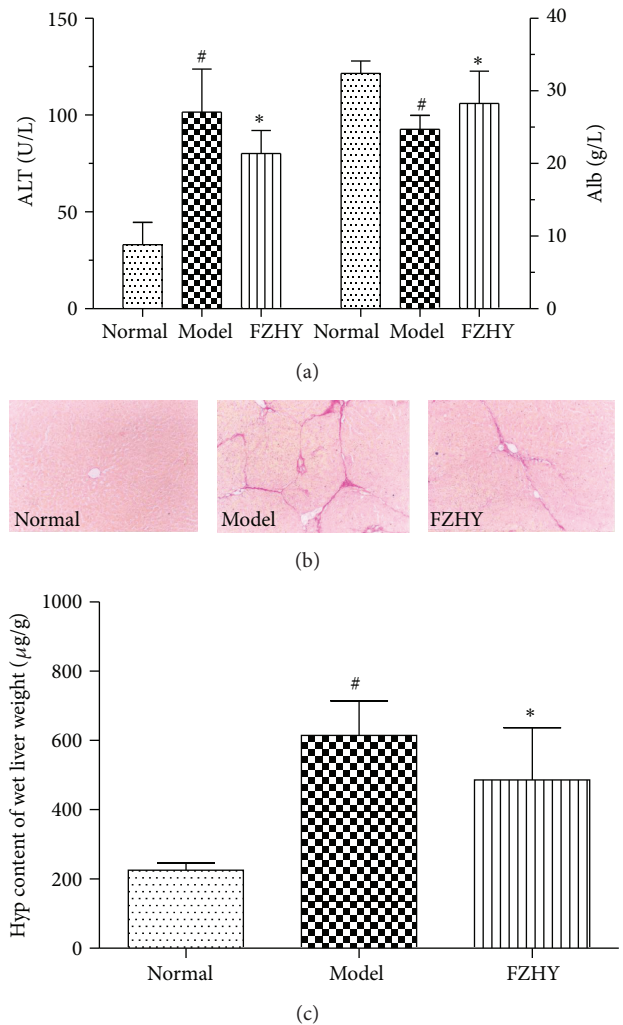 150
100
50
0
ALT (U/L)
#
*
#
*
40
30
20
10
0
Alb (g/L)
Normal Model FZHY Normal Model FZHY
(a)
Normal Model FZHY
(b)
1000
800
600
400
200
0
Hyp content of wet liver weight (μg/g)
#
*
Normal Model FZHY
(c)